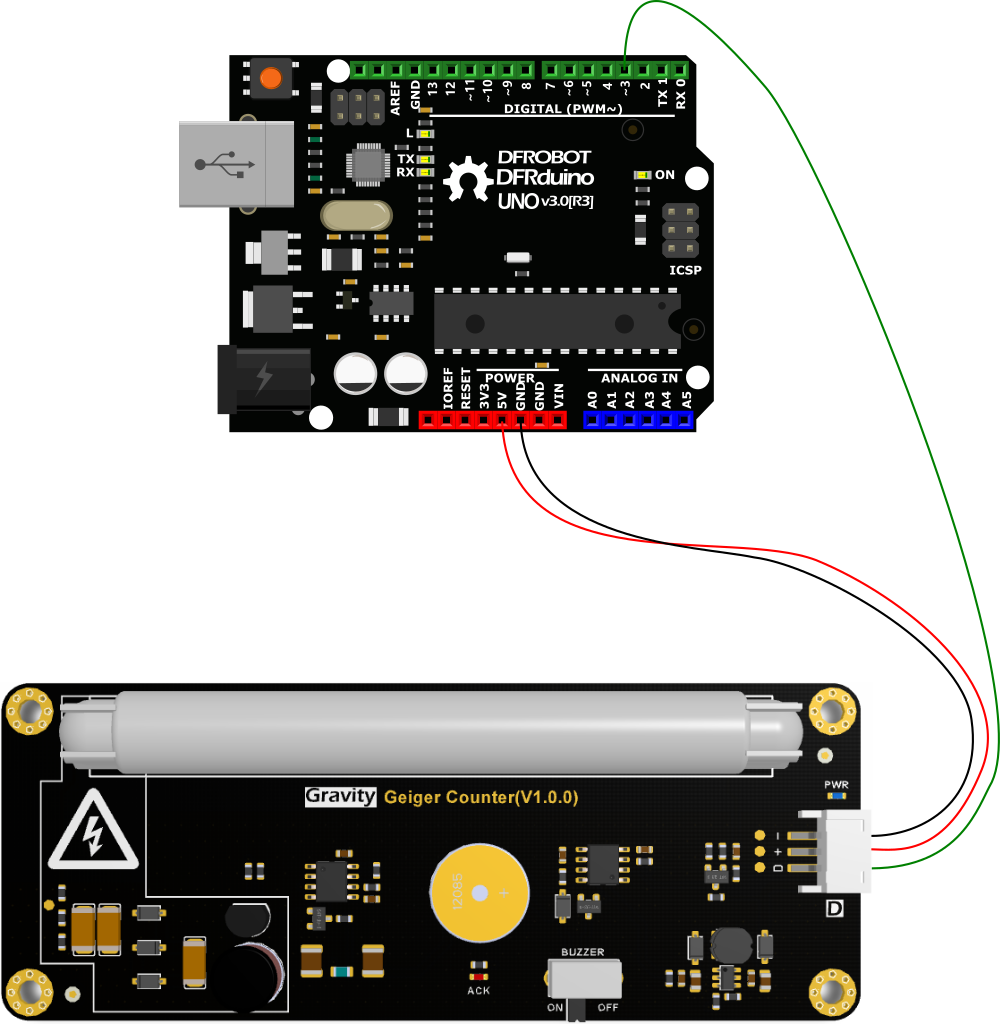 AREF
GND
13
12
~11
~10
~9
8
7
~6
~5
4
~3
2
TX 1
RX 0
DIGITAL (PWM~)
L
TX
RX
DFROBOT
DFRduino
UNO v3.0[R3]
ON
ICSP
IOREF
RESET
3V3
5V
GND
GND
VIN
POWER
ANALOG IN
A0
A1
A2
A3
A4
A5
Gravity Geiger Counter(V1.0.0)
PWR
-
+
D
D
12085
+
ACK
BUZZER
ON OFF